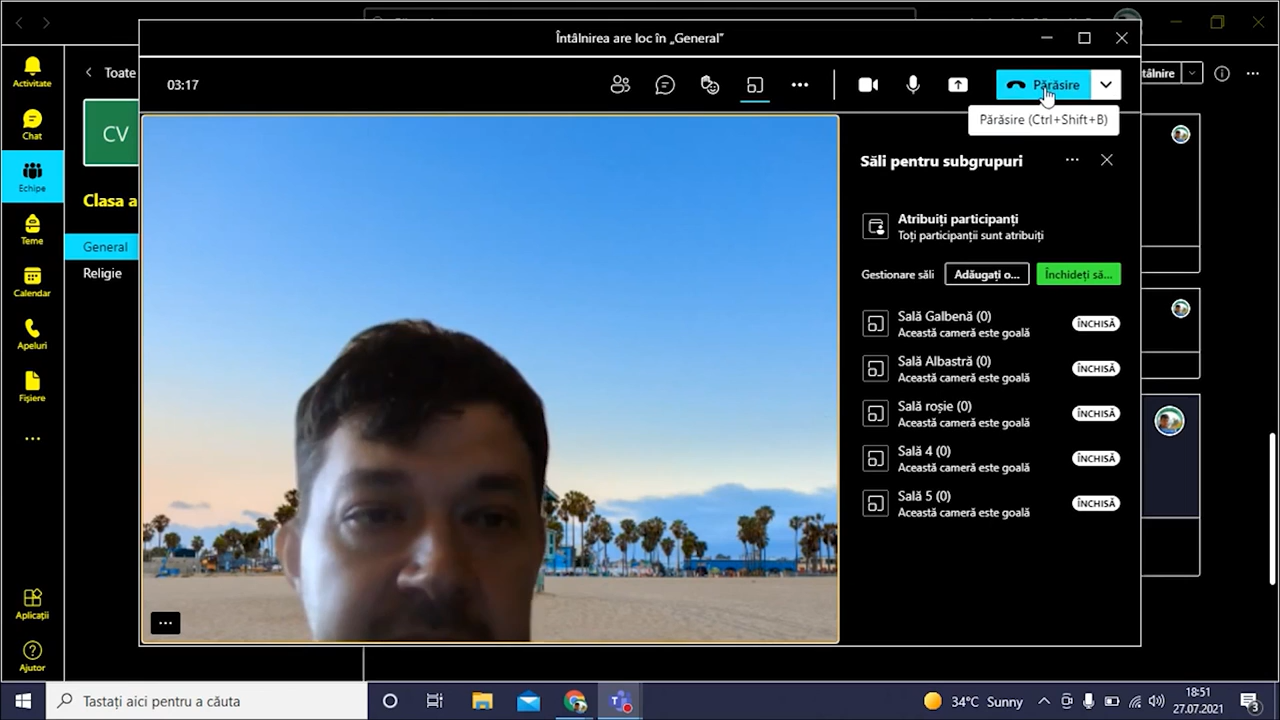 Întâlnirea are loc în „General”
03:17
Părăsire
Părăsire (Ctrl+Shift+B)
Activitate
Chat
Echipe
Teme
Calendar
Apeluri
Fișiere
Aplicații
Ajutor
Toate
CV
Clasa a
General
Religie
Săli pentru subgrupuri
Atribuiți participanți
Toți participanții sunt atribuiți
Gestionare săli
Adăugați o...
Închideți să...
Sală Galbenă (0)
Această cameră este goală
ÎNCHISĂ
Sală Albastră (0)
Această cameră este goală
ÎNCHISĂ
Sală roșie (0)
Această cameră este goală
ÎNCHISĂ
Sală 4 (0)
Această cameră este goală
ÎNCHISĂ
Sală 5 (0)
Această cameră este goală
ÎNCHISĂ
Tastați aici pentru a căuta
34°C Sunny
18:51
27.07.2021
3